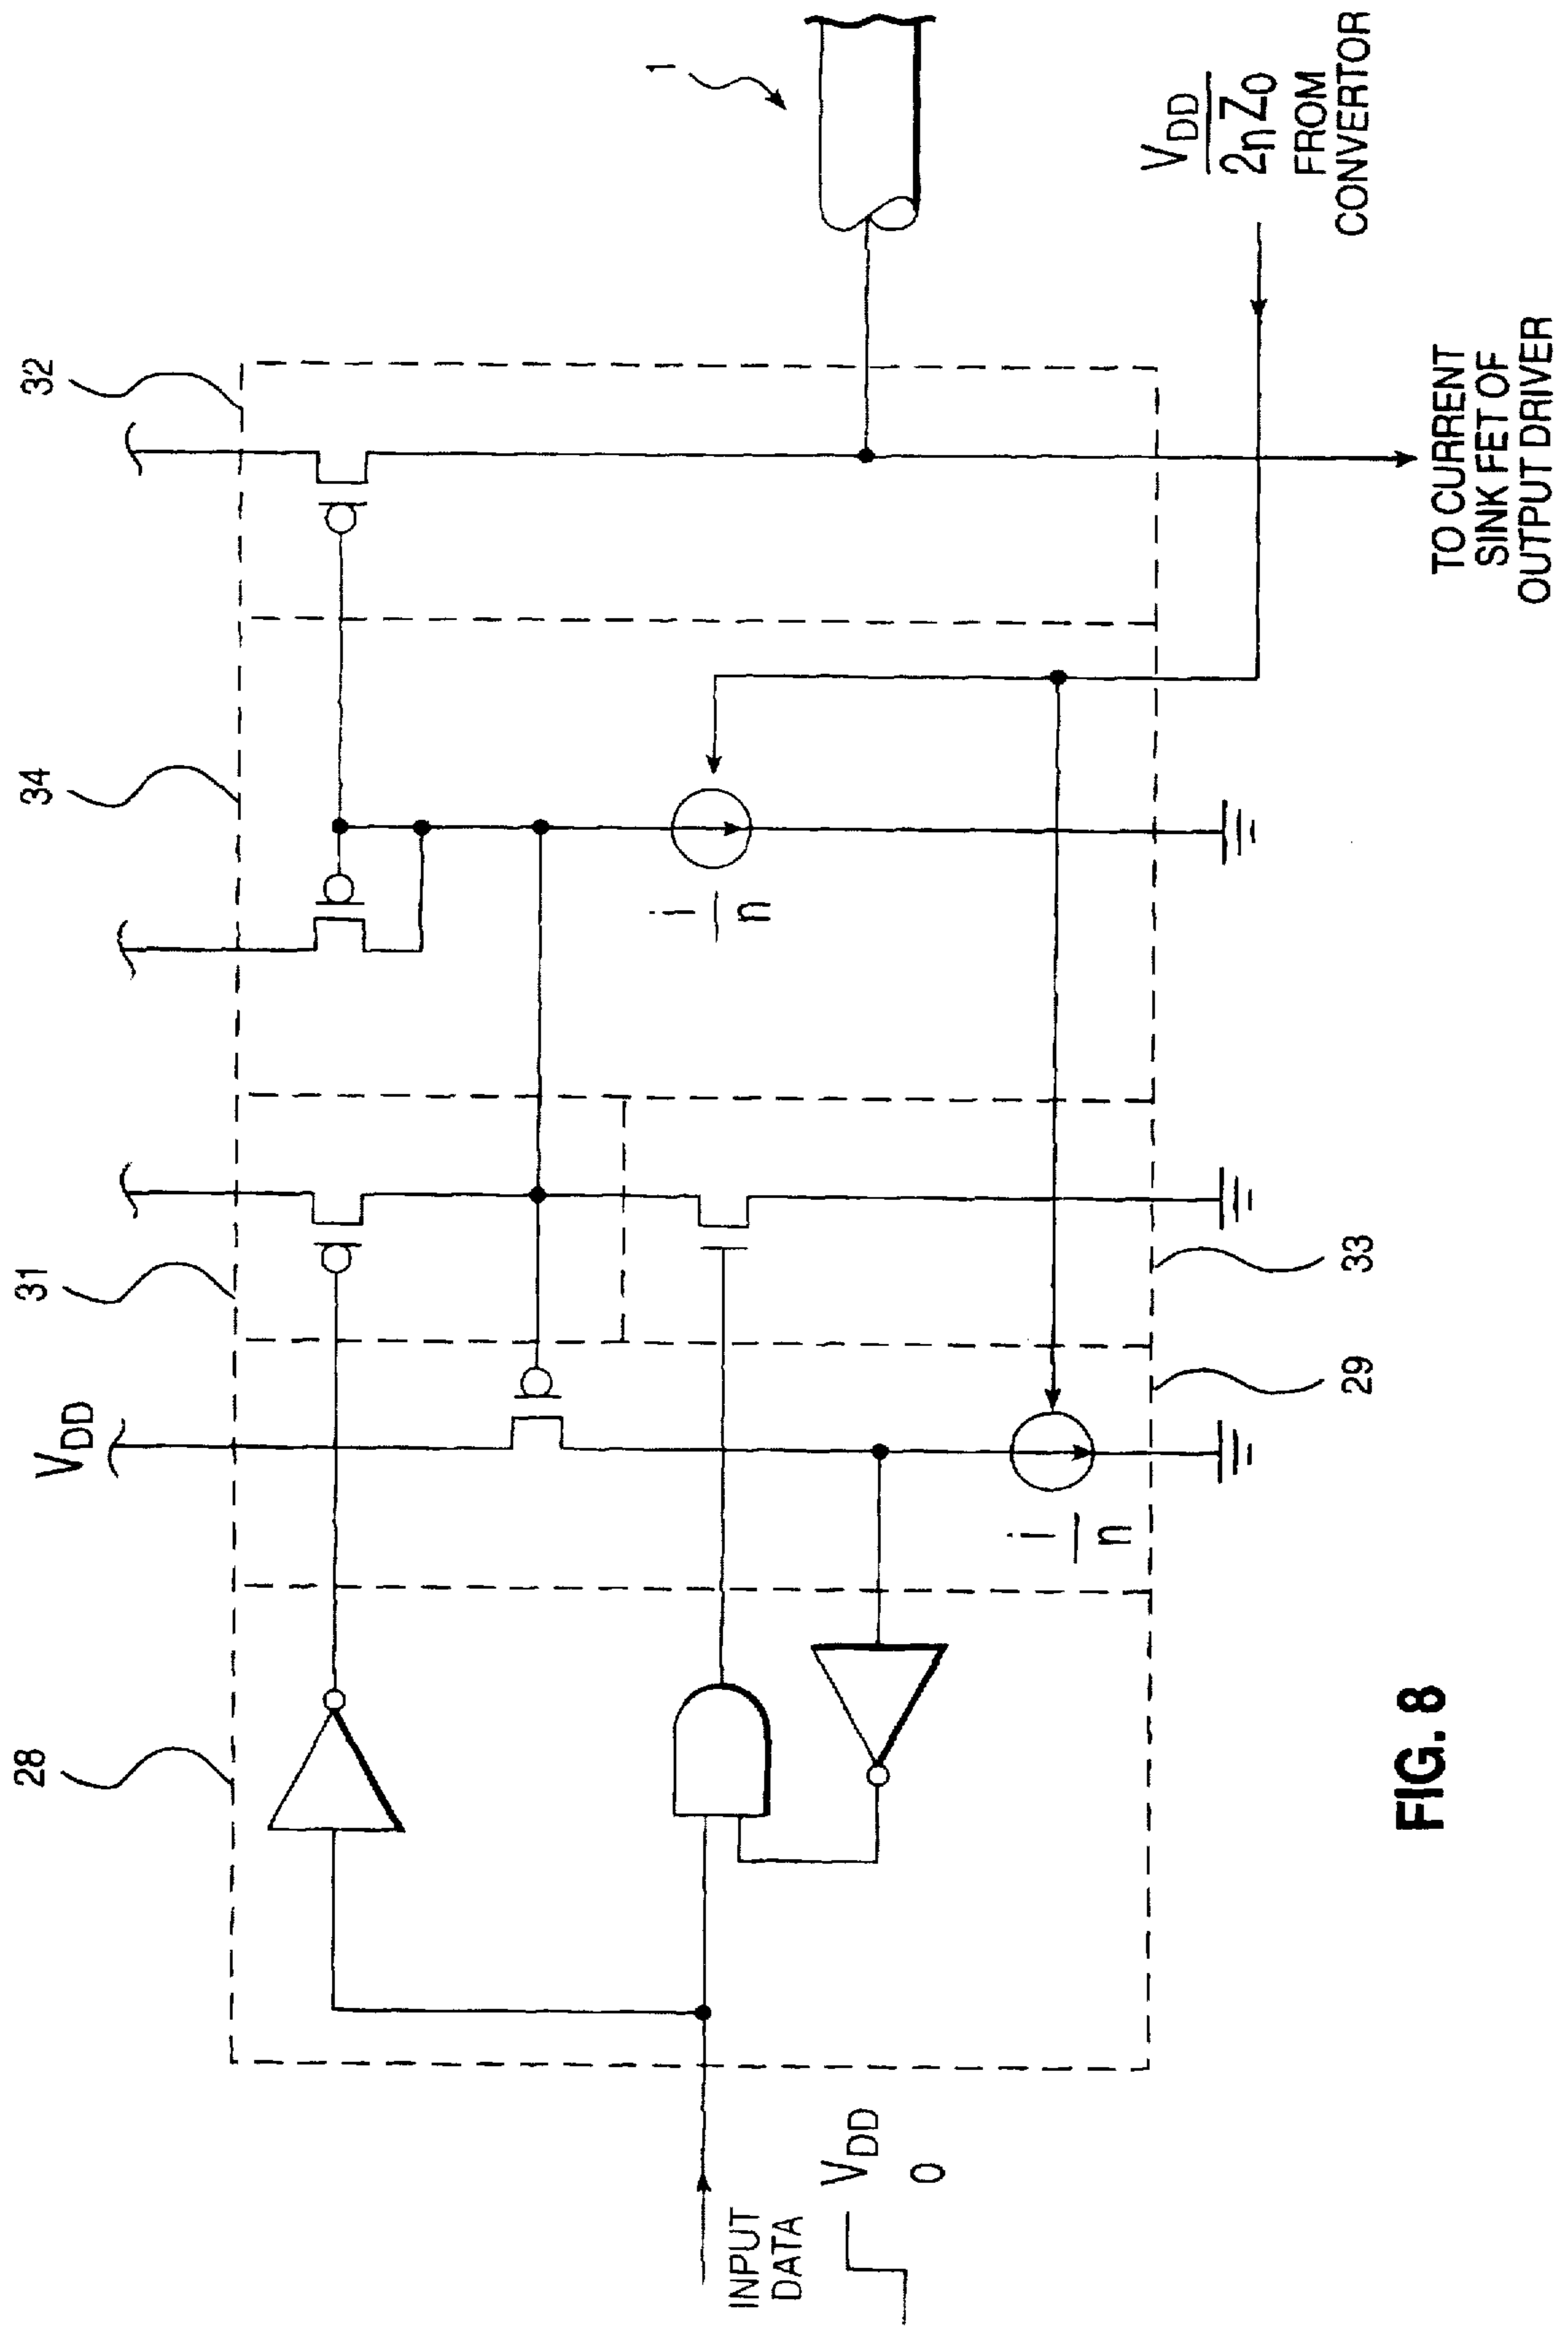 28
31
34
32
V_DD
1
i
n
i
n
29
33
INPUT
DATA
V_DD
0
V_DD
2nZ_0
FROM
CONVERTOR
TO CURRENT
SINK FET OF
OUTPUT DRIVER
FIG. 8